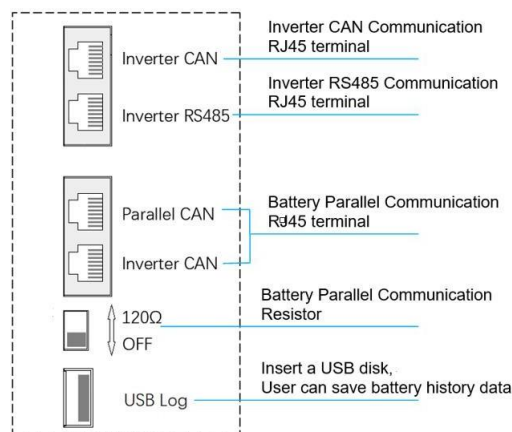 Inverter CAN Communication
RJ45 terminal
Inverter CAN
Inverter RS485 Communication
RJ45 terminal
Inverter RS485
Battery Parallel Communication
RJ45 terminal
Parallel CAN
Inverter CAN
Battery Parallel Communication
Resistor
120Ω
OFF
Insert a USB disk,
User can save battery history data
USB Log